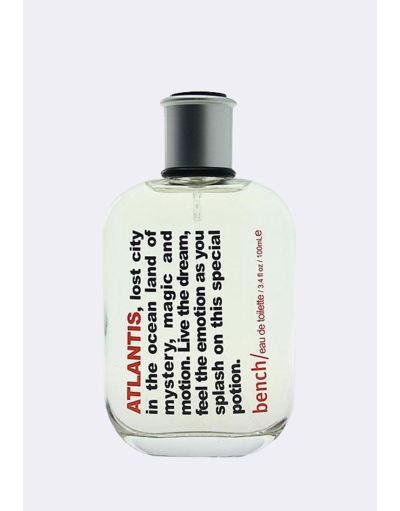 ATLANTIS, lost city
in the ocean land of
mystery, magic and
motion. Live the dream,
feel the emotion as you
splash on this special
potion.
bench/ eau de toilette / 3.4 fl oz / 100mL e